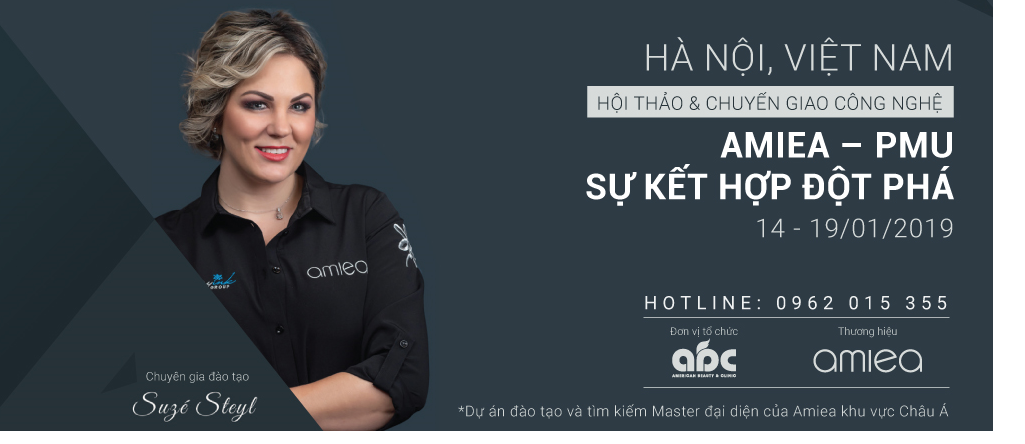 HÀ NỘI, VIỆT NAM
HỘI THẢO & CHUYẾN GIAO CÔNG NGHỆ
AMIEA – PMU
SỰ KẾT HỢP ĐỘT PHÁ
14 - 19/01/2019
HOTLINE: 0962 015 355
Đơn vị tổ chức
abc
AMERICAN BEAUTY & CLINIC
Thương hiệu
amiea
*Dự án đào tạo và tìm kiếm Master đại diện của Amiea khu vực Châu Á
amiea
ink
GROUP
Chuyên gia đào tạo
Suzé Steyl